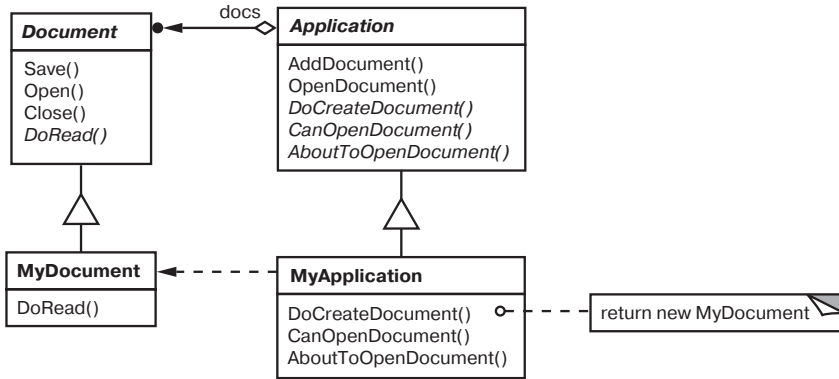 docs
Document
Save()
Open()
Close()
DoRead()
Application
AddDocument()
OpenDocument()
DoCreateDocument()
CanOpenDocument()
AboutToOpenDocument()
MyDocument
DoRead()
MyApplication
DoCreateDocument()
CanOpenDocument()
AboutToOpenDocument()
return new MyDocument